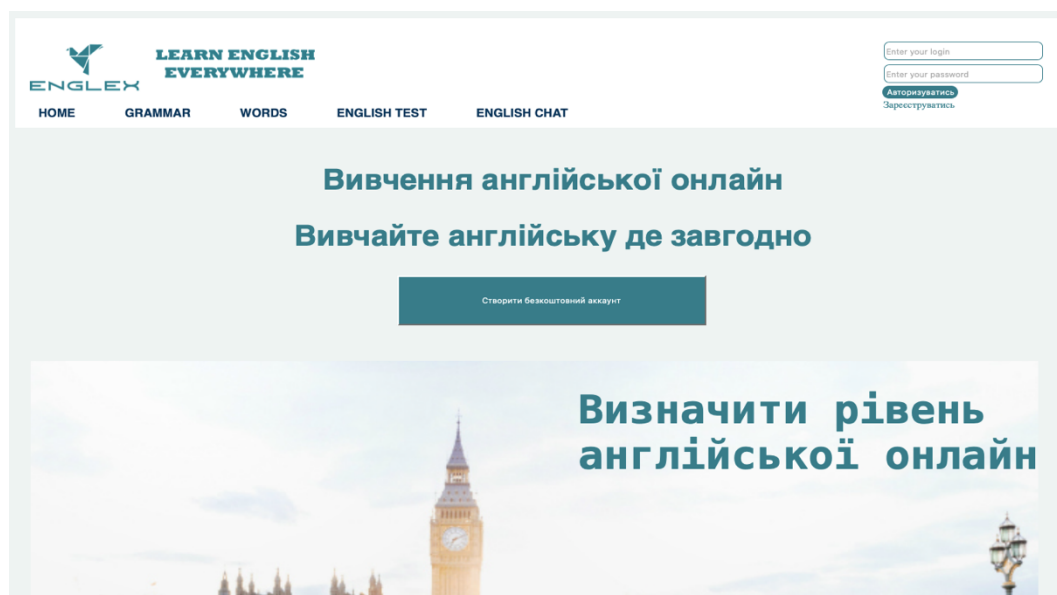 LEARN ENGLISH
EVERYWHERE
ENGLEX
Enter your login
Enter your password
Авторизуватись
Зареєструватись
HOME GRAMMAR WORDS ENGLISH TEST ENGLISH CHAT
Вивчення англійської онлайн
Вивчайте англійську де завгодно
Створити безкоштовний аккаунт
Визначити рівень
англійської онлайн